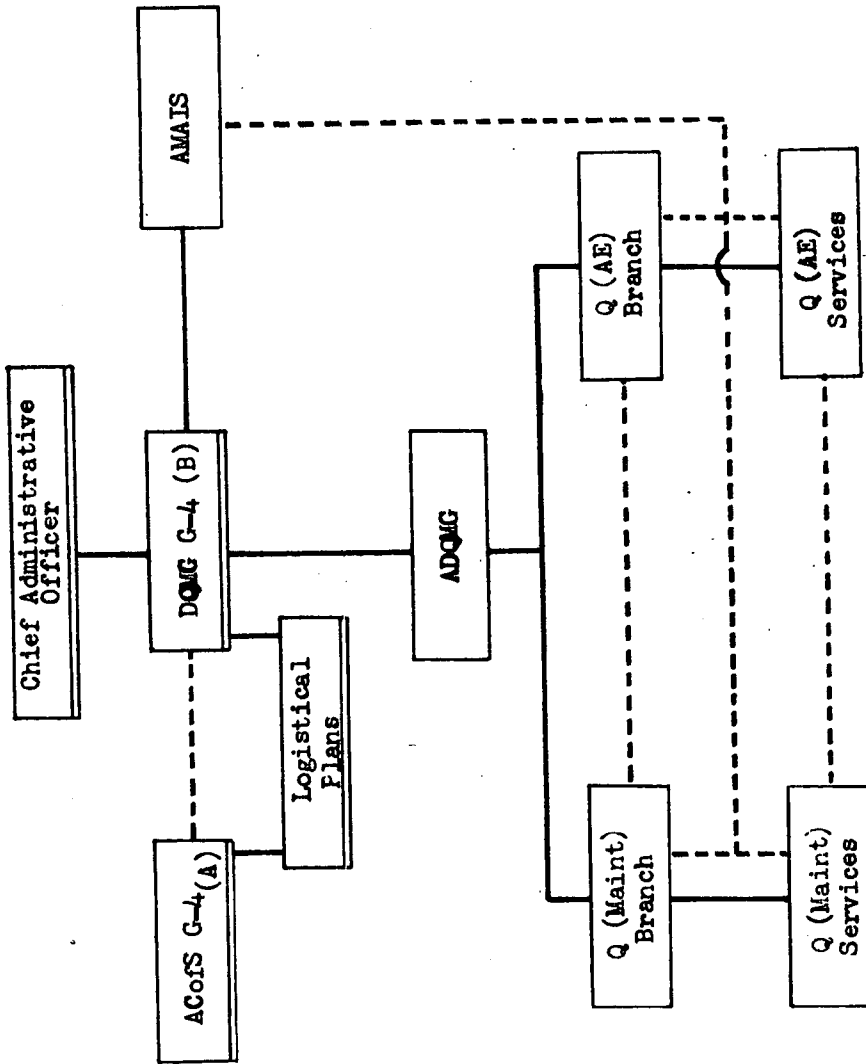 Chief Administrative
Officer
ACofS G-4(A)
DQMG G-4 (B)
AMAIS
Logistical
Plans
ADQMG
Q (Maint)
Branch
Q (AE)
Branch
Q (Maint)
Services
Q (AE)
Services